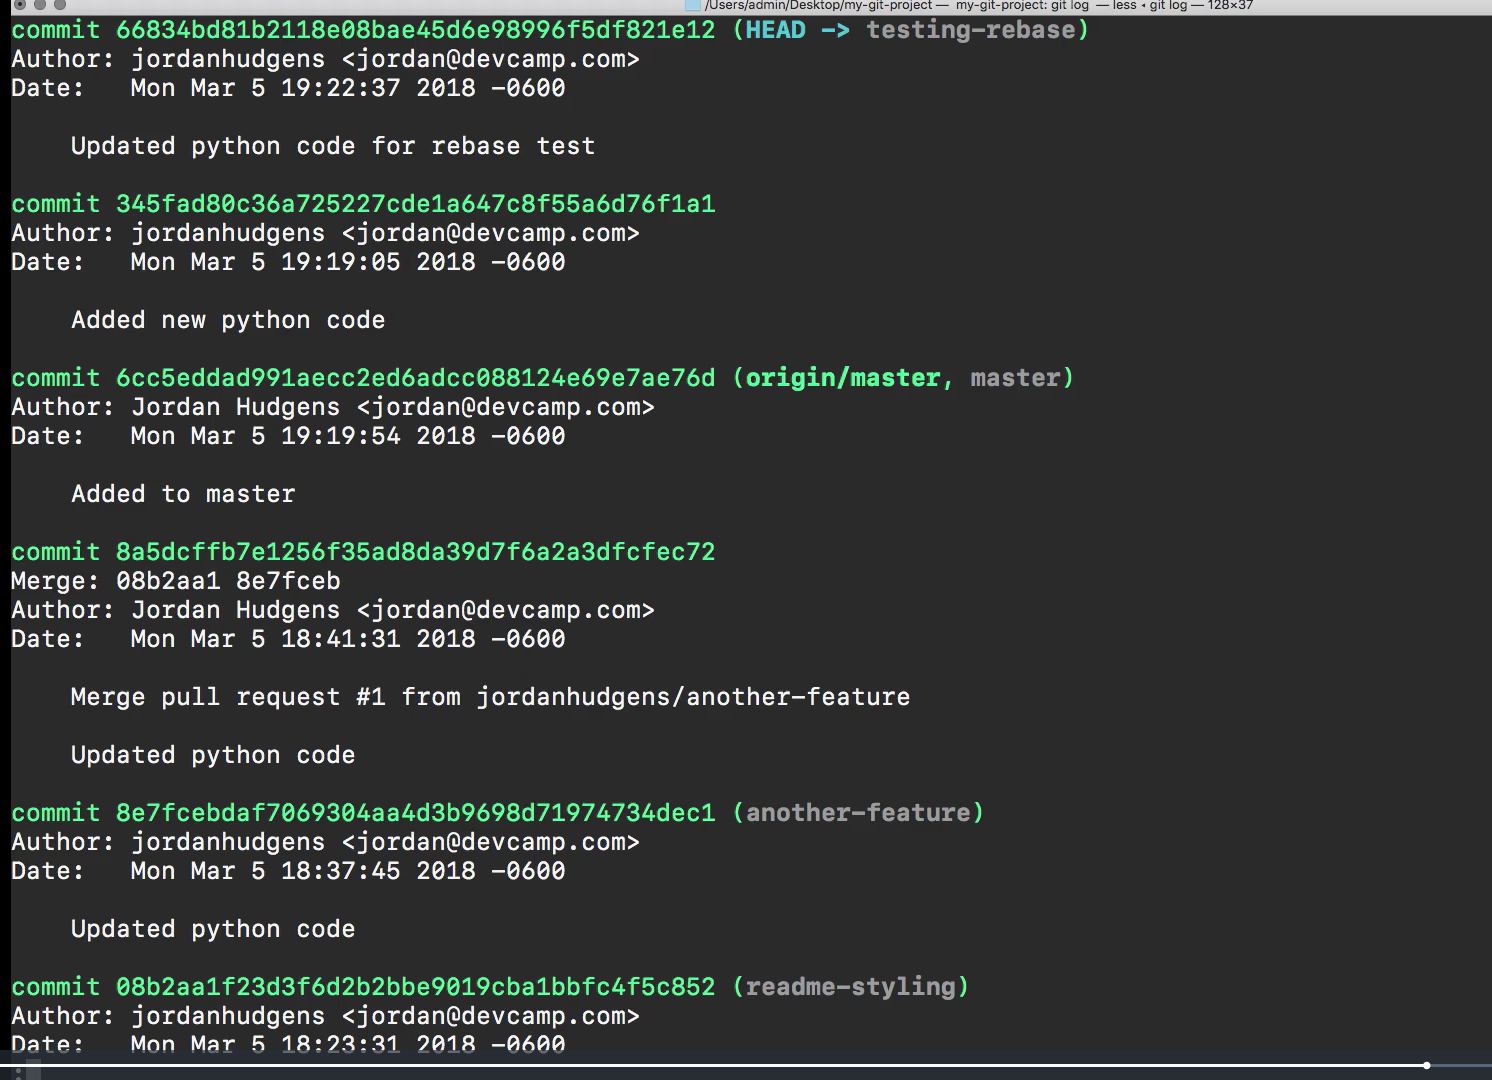 /Users/admin/Desktop/my-git-project — my-git-project: git log — less ◂ git log — 128×37
commit 66834bd81b2118e08bae45d6e98996f5df821e12 (HEAD -> testing-rebase)
Author: jordanhudgens <jordan@devcamp.com>
Date:   Mon Mar 5 19:22:37 2018 -0600
Updated python code for rebase test
commit 345fad80c36a725227cde1a647c8f55a6d76f1a1
Author: jordanhudgens <jordan@devcamp.com>
Date:   Mon Mar 5 19:19:05 2018 -0600
Added new python code
commit 6cc5eddad991aecc2ed6adcc088124e69e7ae76d (origin/master, master)
Author: Jordan Hudgens <jordan@devcamp.com>
Date:   Mon Mar 5 19:19:54 2018 -0600
Added to master
commit 8a5dcffb7e1256f35ad8da39d7f6a2a3dfcfec72
Merge: 08b2aa1 8e7fceb
Author: Jordan Hudgens <jordan@devcamp.com>
Date:   Mon Mar 5 18:41:31 2018 -0600
Merge pull request #1 from jordanhudgens/another-feature
Updated python code
commit 8e7fcebdaf7069304aa4d3b9698d71974734dec1 (another-feature)
Author: jordanhudgens <jordan@devcamp.com>
Date:   Mon Mar 5 18:37:45 2018 -0600
Updated python code
commit 08b2aa1f23d3f6d2b2bbe9019cba1bbfc4f5c852 (readme-styling)
Author: jordanhudgens <jordan@devcamp.com>
Date:   Mon Mar 5 18:23:31 2018 -0600
: